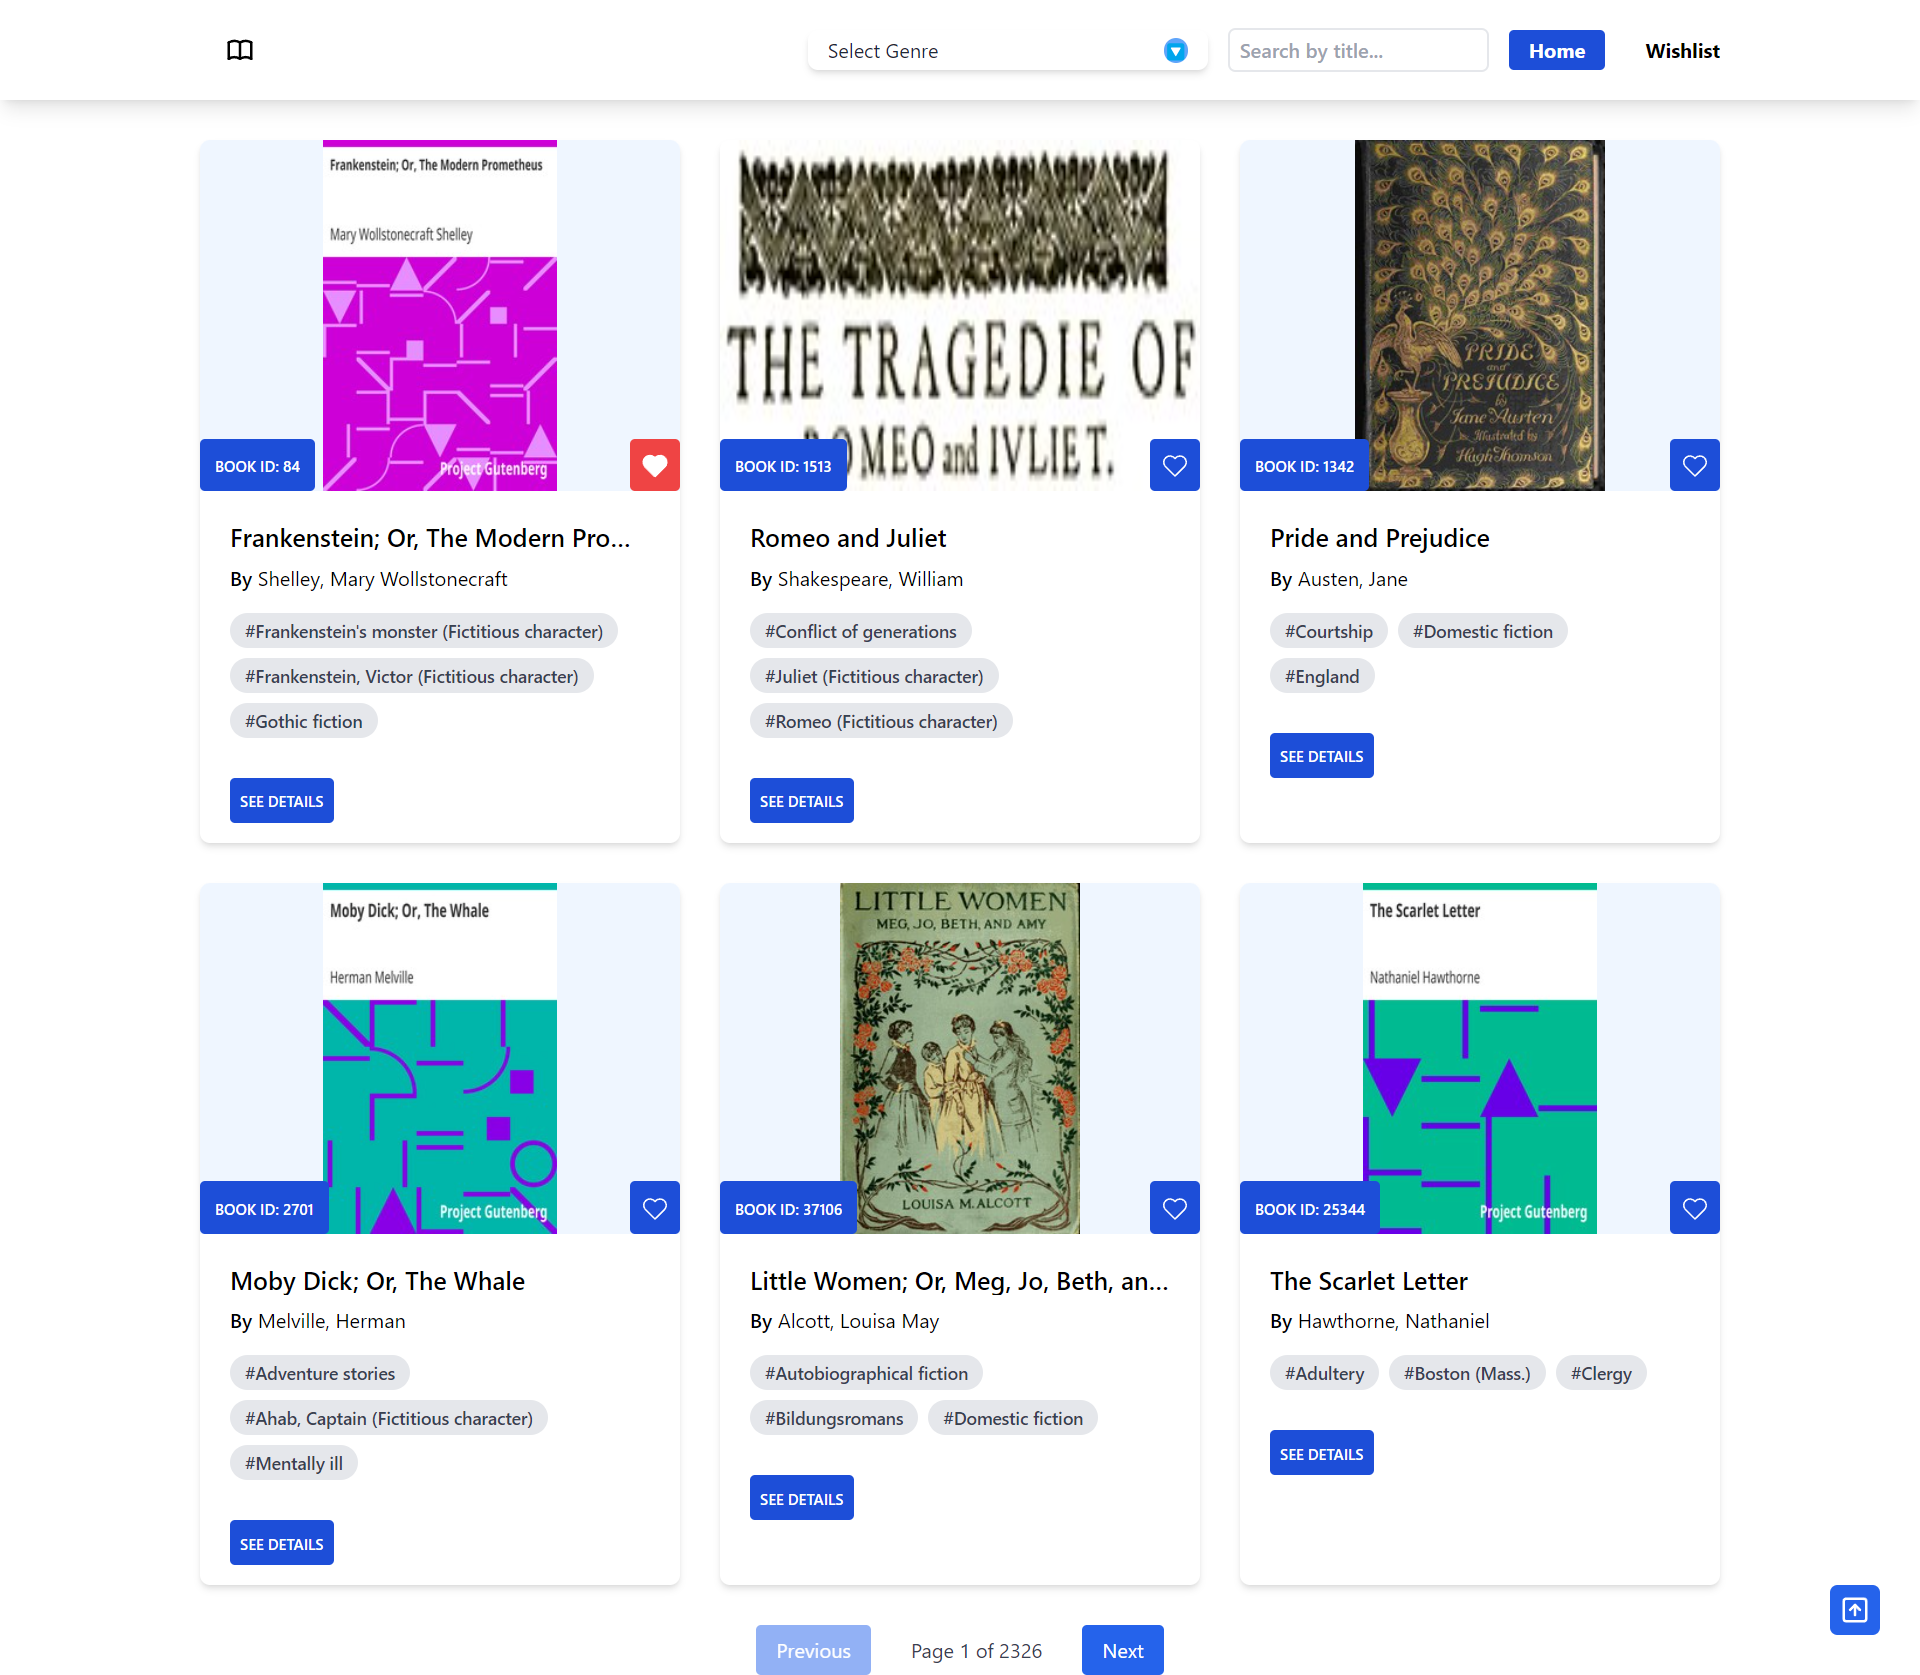 Select Genre
Search by title...
Home
Wishlist
Frankenstein; Or, The Modern Prometheus
Mary Wollstonecraft Shelley
Project Gutenberg
BOOK ID: 84
Frankenstein; Or, The Modern Pro...
By Shelley, Mary Wollstonecraft
#Frankenstein's monster (Fictitious character)
#Frankenstein, Victor (Fictitious character)
#Gothic fiction
SEE DETAILS
THE TRAGEDIE OF
ROMEO and IVLIET.
BOOK ID: 1513
Romeo and Juliet
By Shakespeare, William
#Conflict of generations
#Juliet (Fictitious character)
#Romeo (Fictitious character)
SEE DETAILS
PRIDE
and
PREJUDICE
by
Jane Austen
Illustrated by
Hugh Thomson
BOOK ID: 1342
Pride and Prejudice
By Austen, Jane
#Courtship #Domestic fiction
#England
SEE DETAILS
Moby Dick; Or, The Whale
Herman Melville
Project Gutenberg
BOOK ID: 2701
Moby Dick; Or, The Whale
By Melville, Herman
#Adventure stories
#Ahab, Captain (Fictitious character)
#Mentally ill
SEE DETAILS
LITTLE WOMEN
MEG, JO, BETH, AND AMY
LOUISA M. ALCOTT
BOOK ID: 37106
Little Women; Or, Meg, Jo, Beth, an...
By Alcott, Louisa May
#Autobiographical fiction
#Bildungsromans #Domestic fiction
SEE DETAILS
The Scarlet Letter
Nathaniel Hawthorne
Project Gutenberg
BOOK ID: 25344
The Scarlet Letter
By Hawthorne, Nathaniel
#Adultery #Boston (Mass.) #Clergy
SEE DETAILS
Previous
Page 1 of 2326
Next